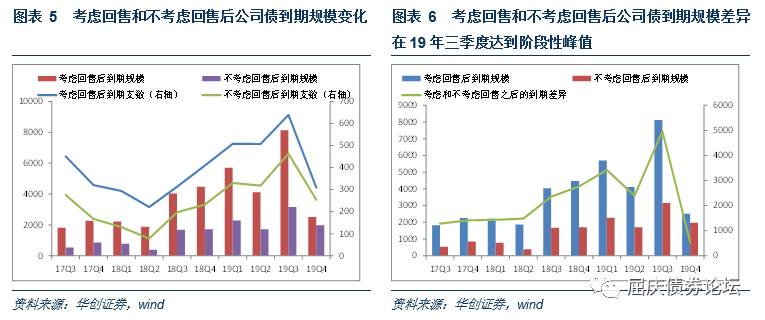 图表 5 考虑回售和不考虑回售后公司债到期规模变化
考虑回售后到期规模
不考虑回售后到期规模
考虑回售后到期支数（右轴）
不考虑回售后到期支数（右轴）
10000
8000
6000
4000
2000
0
700
600
500
400
300
200
100
0
17Q3 17Q4 18Q1 18Q2 18Q3 18Q4 19Q1 19Q2 19Q3 19Q4
资料来源：华创证券，wind
图表 6 考虑回售和不考虑回售后公司债到期规模差异
在 19 年三季度达到阶段性峰值
考虑回售后到期规模
不考虑回售后到期规模
考虑和不考虑回售之后的到期差异
9000
8000
7000
6000
5000
4000
3000
2000
1000
0
6000
5000
4000
3000
2000
1000
0
17Q3 17Q4 18Q1 18Q2 18Q3 18Q4 19Q1 19Q2 19Q3 19Q4
资料来源：华创证券，wind
屈庆债券论坛